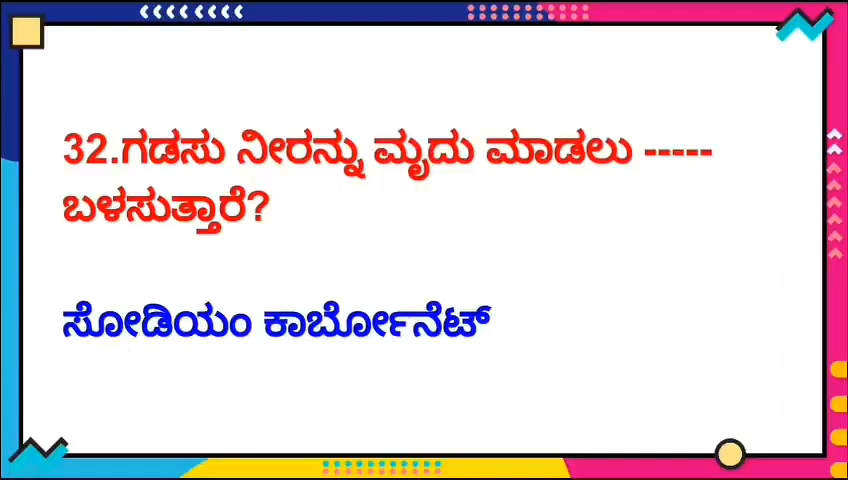 32.ಗಡಸು ನೀರನ್ನು ಮೃದು ಮಾಡಲು -----
ಬಳಸುತ್ತಾರೆ?
ಸೋಡಿಯಂ ಕಾರ್ಬೋನೆಟ್